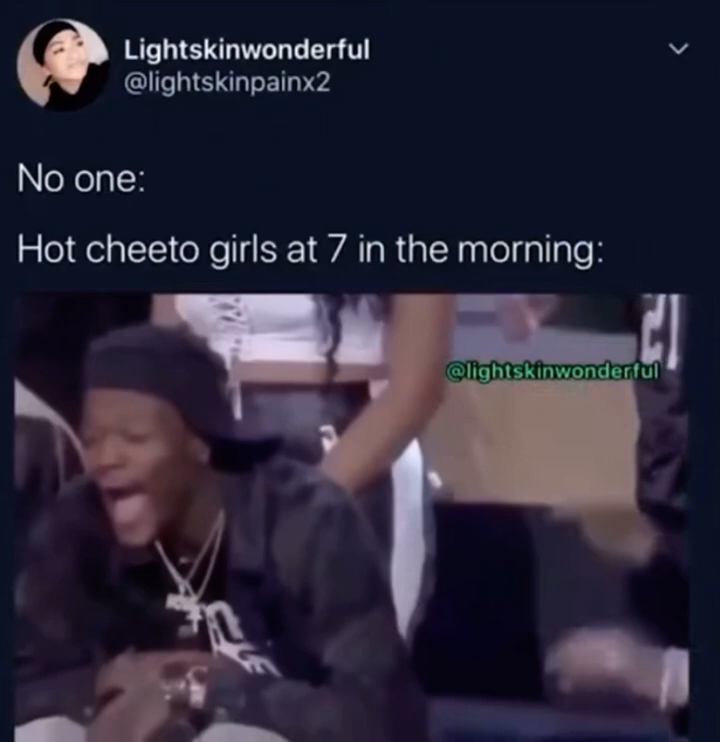 Lightskinwonderful
@lightskinpainx2
No one:
Hot cheeto girls at 7 in the morning:
@lightskinwonderful